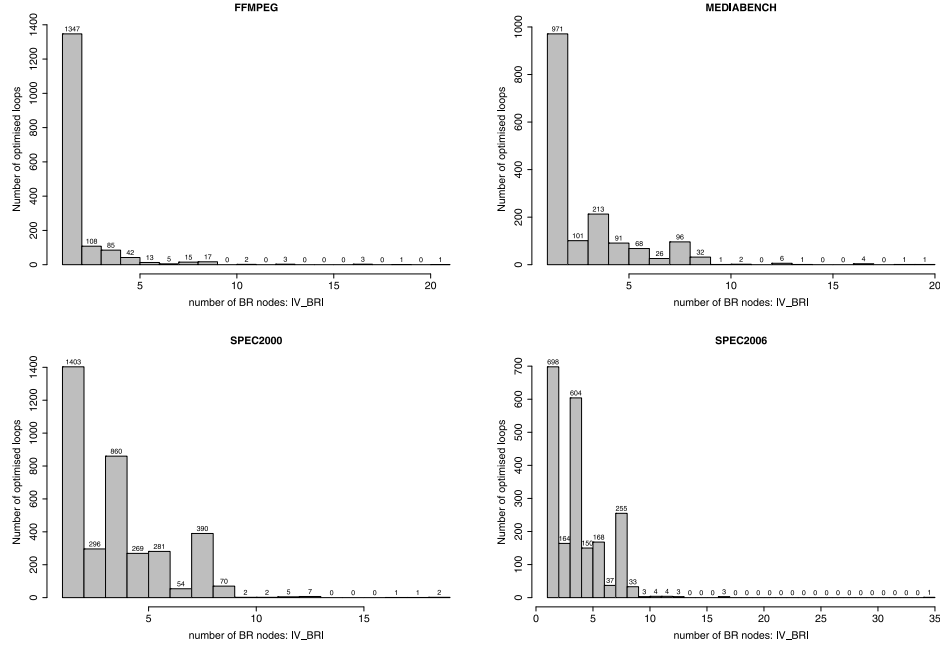 FFMPEG
Number of optimised loops
0 200 400 600 800 1000 1200 1400
1347 108 85 42 13 5 15 17 0 2 0 3 0 0 0 3 0 1 0 1
5 10 15 20
number of BR nodes: IV_BRI
MEDIABENCH
Number of optimised loops
0 200 400 600 800 1000
971 101 213 91 68 26 96 32 1 2 0 6 1 0 0 4 0 1 1
5 10 15 20
number of BR nodes: IV_BRI
SPEC2000
Number of optimised loops
0 200 400 600 800 1000 1200 1400
1403 296 860 269 281 54 390 70 2 2 5 7 0 0 0 1 1 2
5 10 15
number of BR nodes: IV_BRI
SPEC2006
Number of optimised loops
0 100 200 300 400 500 600 700
698 164 604 150 168 37 255 33 3 4 4 3 0 0 0 3 0 0 0 0 0 0 0 0 0 0 0 0 0 0 0 0 0 1
0 5 10 15 20 25 30 35
number of BR nodes: IV_BRI